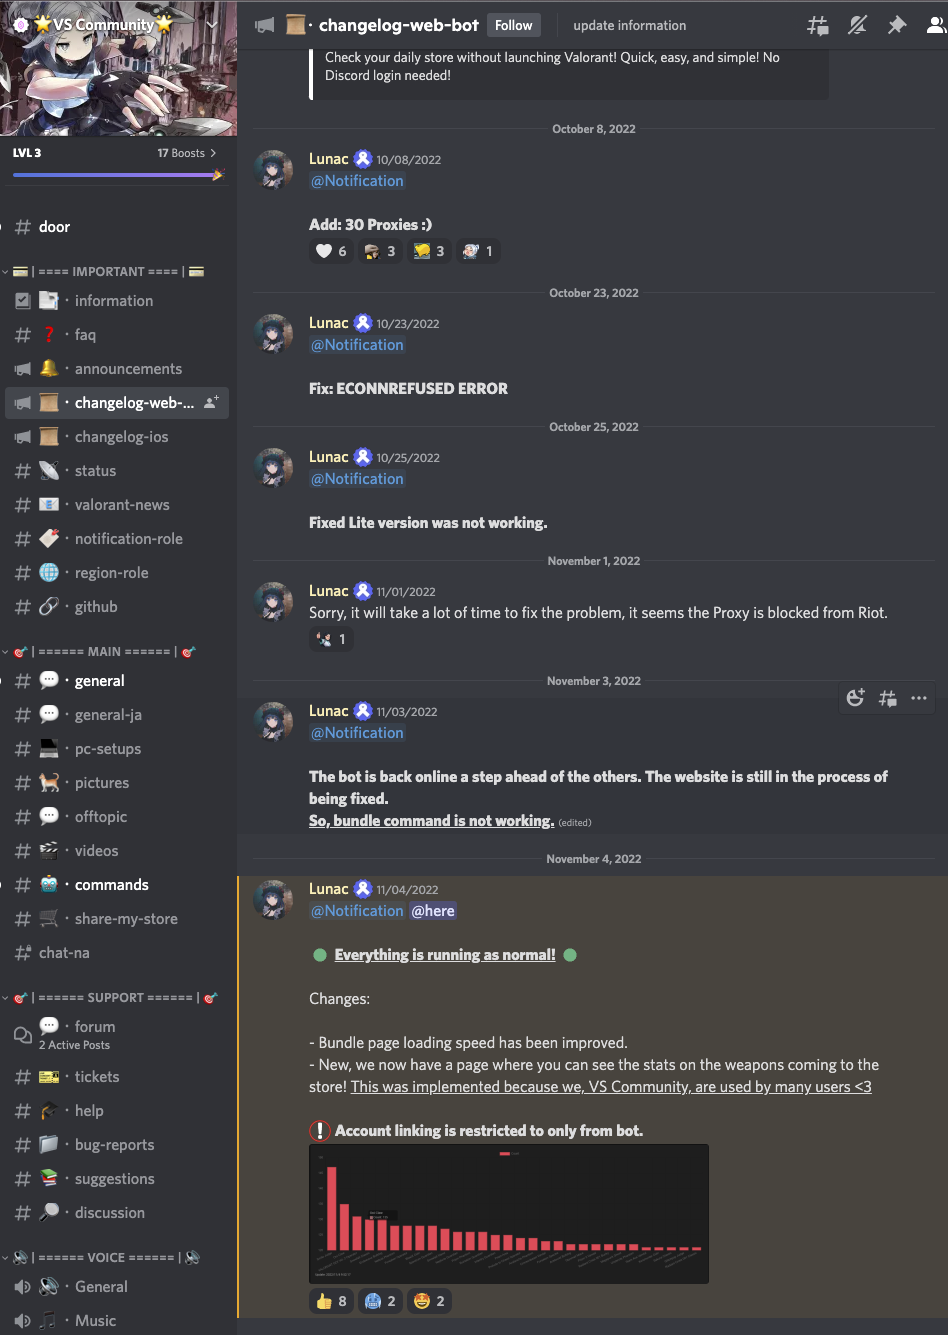 VS Community
LVL 3
17 Boosts
door
==== IMPORTANT ====
information
faq
announcements
changelog-web-...
changelog-ios
status
valorant-news
notification-role
region-role
github
====== MAIN ======
general
general-ja
pc-setups
pictures
offtopic
videos
commands
share-my-store
chat-na
====== SUPPORT ======
forum
2 Active Posts
tickets
help
bug-reports
suggestions
discussion
====== VOICE ======
General
Music
changelog-web-bot
Follow
update information
Check your daily store without launching Valorant! Quick, easy, and simple! No
Discord login needed!
October 8, 2022
Lunac 10/08/2022
@Notification
Add: 30 Proxies :)
6 3 3 1
October 23, 2022
Lunac 10/23/2022
@Notification
Fix: ECONNREFUSED ERROR
October 25, 2022
Lunac 10/25/2022
@Notification
Fixed Lite version was not working.
November 1, 2022
Lunac 11/01/2022
Sorry, it will take a lot of time to fix the problem, it seems the Proxy is blocked from Riot.
1
November 3, 2022
Lunac 11/03/2022
@Notification
The bot is back online a step ahead of the others. The website is still in the process of
being fixed.
So, bundle command is not working. (edited)
November 4, 2022
Lunac 11/04/2022
@Notification @here
Everything is running as normal!
Changes:
- Bundle page loading speed has been improved.
- New, we now have a page where you can see the stats on the weapons coming to the
store! This was implemented because we, VS Community, are used by many users <3
Account linking is restricted to only from bot.
8 2 2